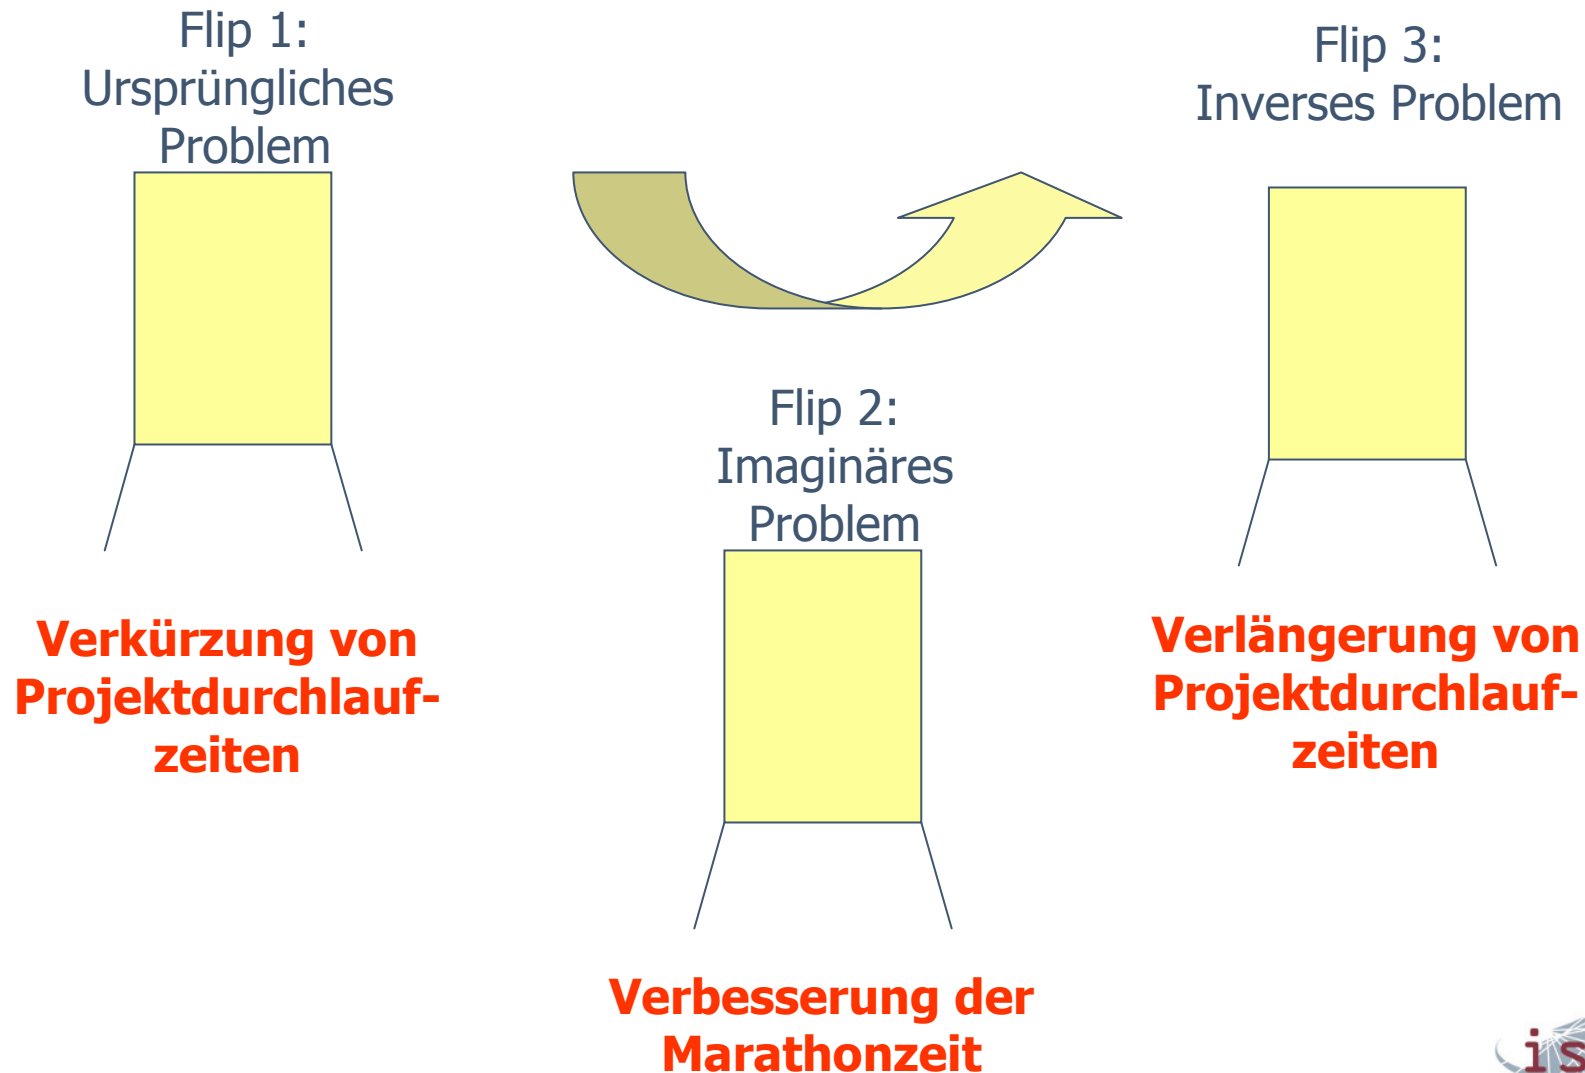 Flip 1:
Ursprüngliches
Problem
Verkürzung von
Projektdurchlauf-
zeiten
Flip 2:
Imaginäres
Problem
Verbesserung der
Marathonzeit
Flip 3:
Inverses Problem
Verlängerung von
Projektdurchlauf-
zeiten